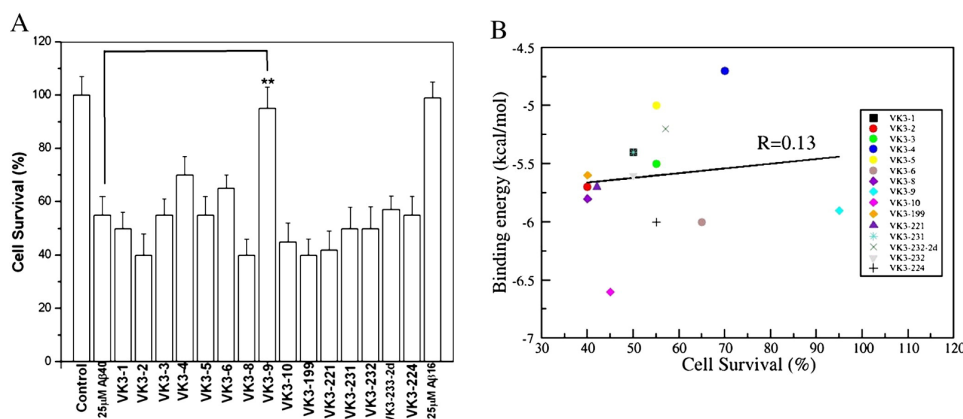 A
Cell Survival (%)
120
100
80
60
40
20
0
**
Control
25μM Aβ40
VK3-1
VK3-2
VK3-3
VK3-4
VK3-5
VK3-6
VK3-8
VK3-9
VK3-10
VK3-199
VK3-221
VK3-231
VK3-232
VK3-233-2d
VK3-224
25μM Aβ16
B
Binding energy (kcal/mol)
-4.5
-5
-5.5
-6
-6.5
-7
R=0.13
VK3-1
VK3-2
VK3-3
VK3-4
VK3-5
VK3-6
VK3-8
VK3-9
VK3-10
VK3-199
VK3-221
VK3-231
VK3-232-2d
VK3-232
VK3-224
30 40 50 60 70 80 90 100 110 120
Cell Survival (%)